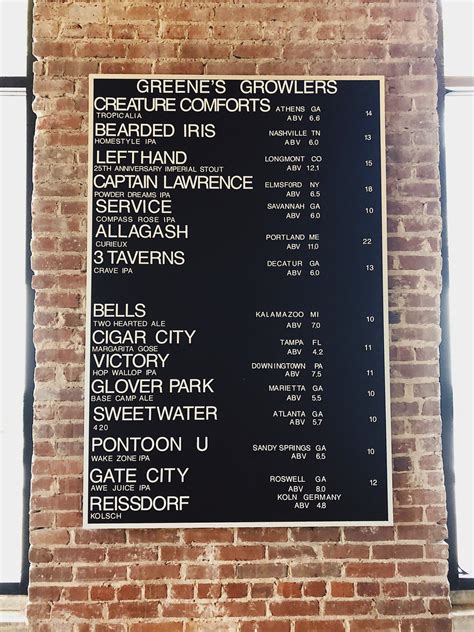 GREENE'S GROWLERS
CREATURE COMFORTS ATHENS GA 14
TROPICALIA ABV 6.6
BEARDED IRIS NASHVILLE TN 13
HOMESTYLE IPA ABV 6.0
LEFTHAND LONGMONT CO 15
25TH ANNIVERSARY IMPERIAL STOUT ABV 12.1
CAPTAIN LAWRENCE ELMSFORD NY 18
POWDER DREAMS IPA ABV 6.5
SERVICE SAVANNAH GA 10
COMPASS ROSE IPA ABV 6.5
ALLAGASH PORTLAND ME 22
CURIEUX ABV 11.0
3 TAVERNS DECATUR GA 13
CRAVE IPA ABV 6.0
BELLS KALAMAZOO MI 10
TWO HEARTED ALE ABV 7.0
CIGAR CITY TAMPA FL 11
MARGARITA GOSE ABV 4.2
VICTORY DOWNINGTOWN PA 11
HOP WALLOP IPA ABV 7.5
GLOVER PARK MARIETTA GA 10
BASE CAMP ALE ABV 5.5
SWEETWATER ATLANTA GA 10
420 ABV 5.7
PONTOON U SANDY SPRINGS GA 10
WAKE ZONE IPA ABV 6.5
GATE CITY ROSWELL GA 12
AWE JUICE IPA ABV 8.0
REISSDORF KOLN GERMANY
KOLSCH ABV 4.8